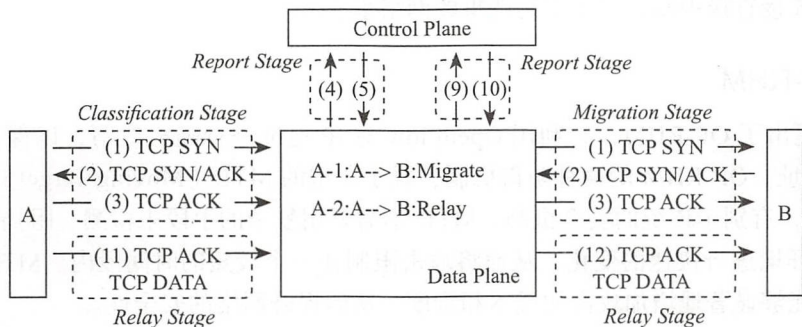 Control Plane
Report Stage
Report Stage
(4) (5)
(9) (10)
Classification Stage
Migration Stage
(1) TCP SYN
(2) TCP SYN/ACK
(3) TCP ACK
A
A-1:A--> B:Migrate
A-2:A--> B:Relay
(1) TCP SYN
(2) TCP SYN/ACK
(3) TCP ACK
B
(11) TCP ACK
TCP DATA
Data Plane
(12) TCP ACK
TCP DATA
Relay Stage
Relay Stage